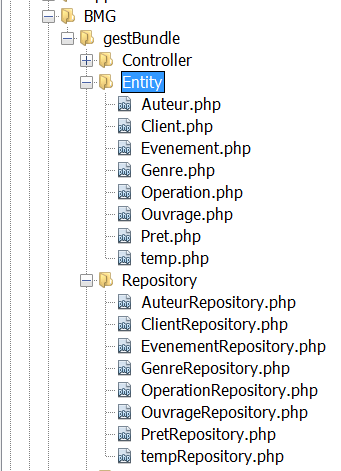 BMG
gestBundle
Controller
Entity
Auteur.php
Client.php
Evenement.php
Genre.php
Operation.php
Ouvrage.php
Pret.php
temp.php
Repository
AuteurRepository.php
ClientRepository.php
EvenementRepository.php
GenreRepository.php
OperationRepository.php
OuvrageRepository.php
PretRepository.php
tempRepository.php